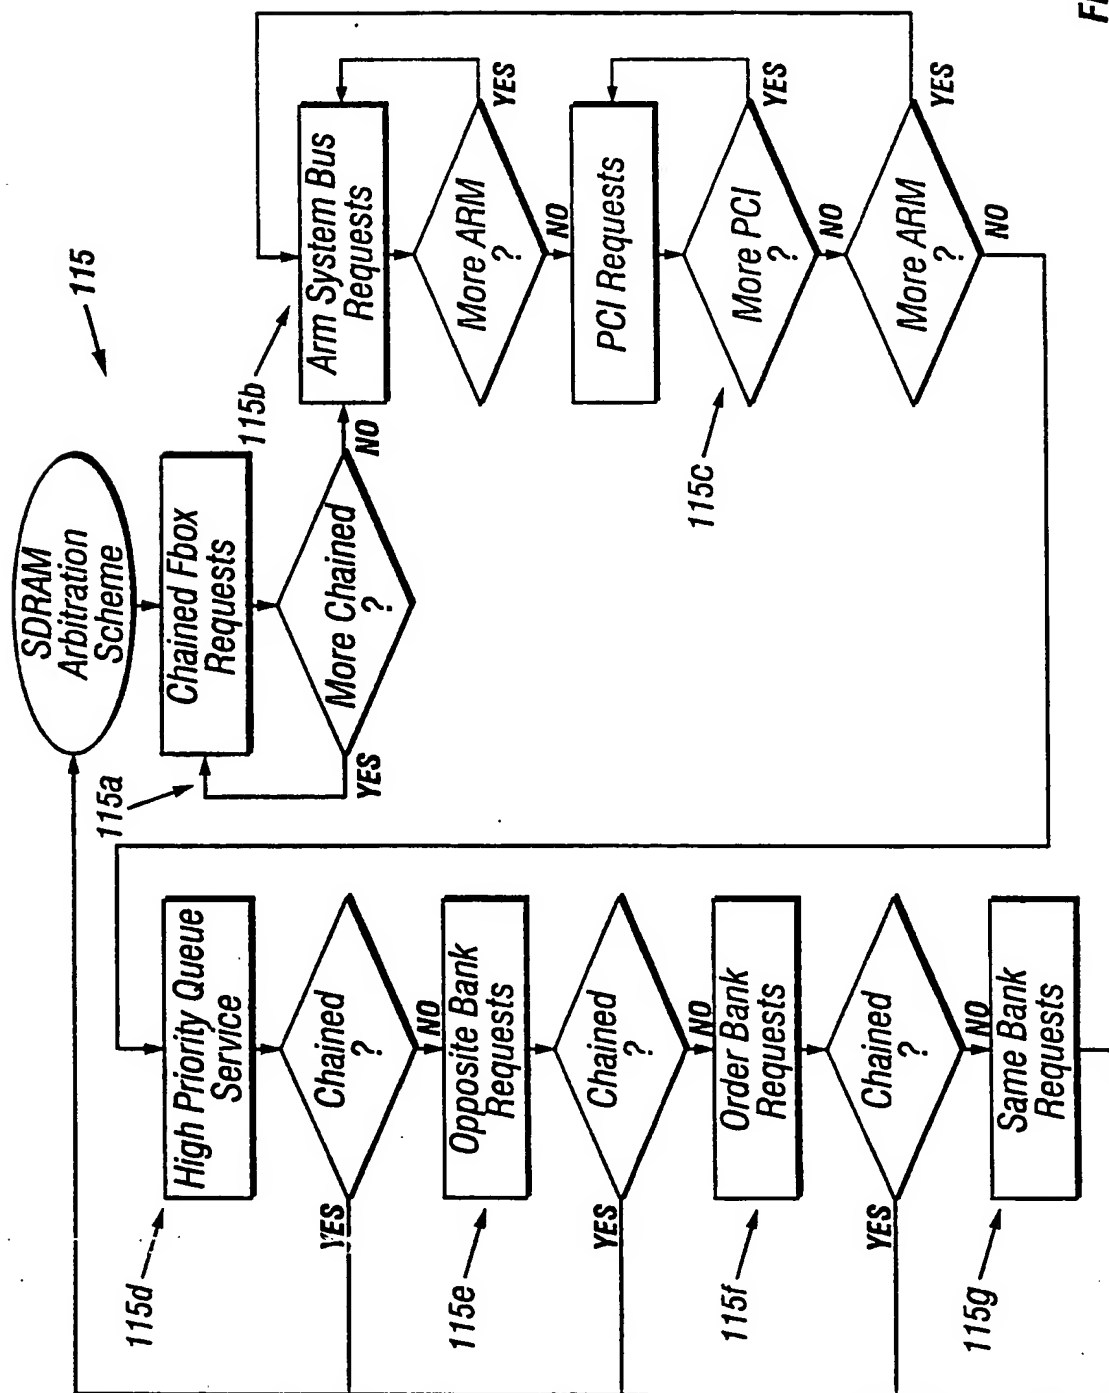 115
SDRAM
Arbitration
Scheme
115a
Chained Fbox
Requests
More Chained
?
YES
NO
115b
Arm System Bus
Requests
More ARM
?
YES
NO
PCI Requests
115c
More PCI
?
YES
NO
More ARM
?
YES
NO
115d
High Priority Queue
Service
Chained
?
YES
NO
115e
Opposite Bank
Requests
Chained
?
YES
NO
115f
Order Bank
Requests
Chained
?
YES
NO
115g
Same Bank
Requests